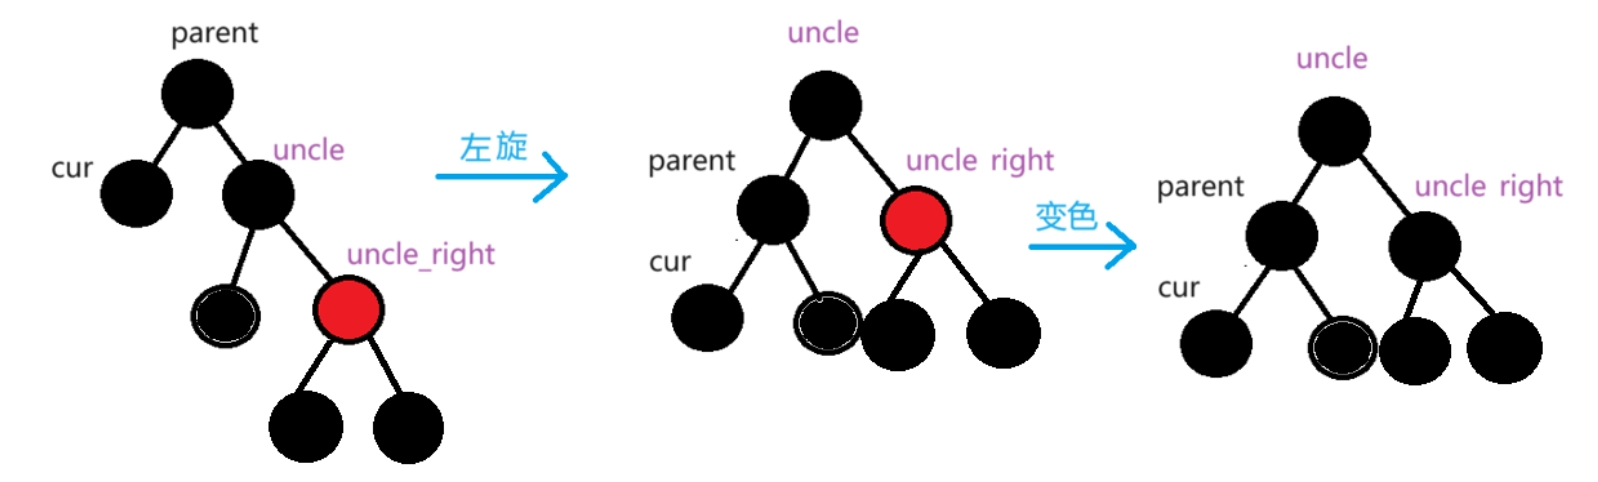 parent
cur
uncle
uncle_right
左旋
uncle
parent
uncle right
cur
变色
uncle
parent
uncle right
cur